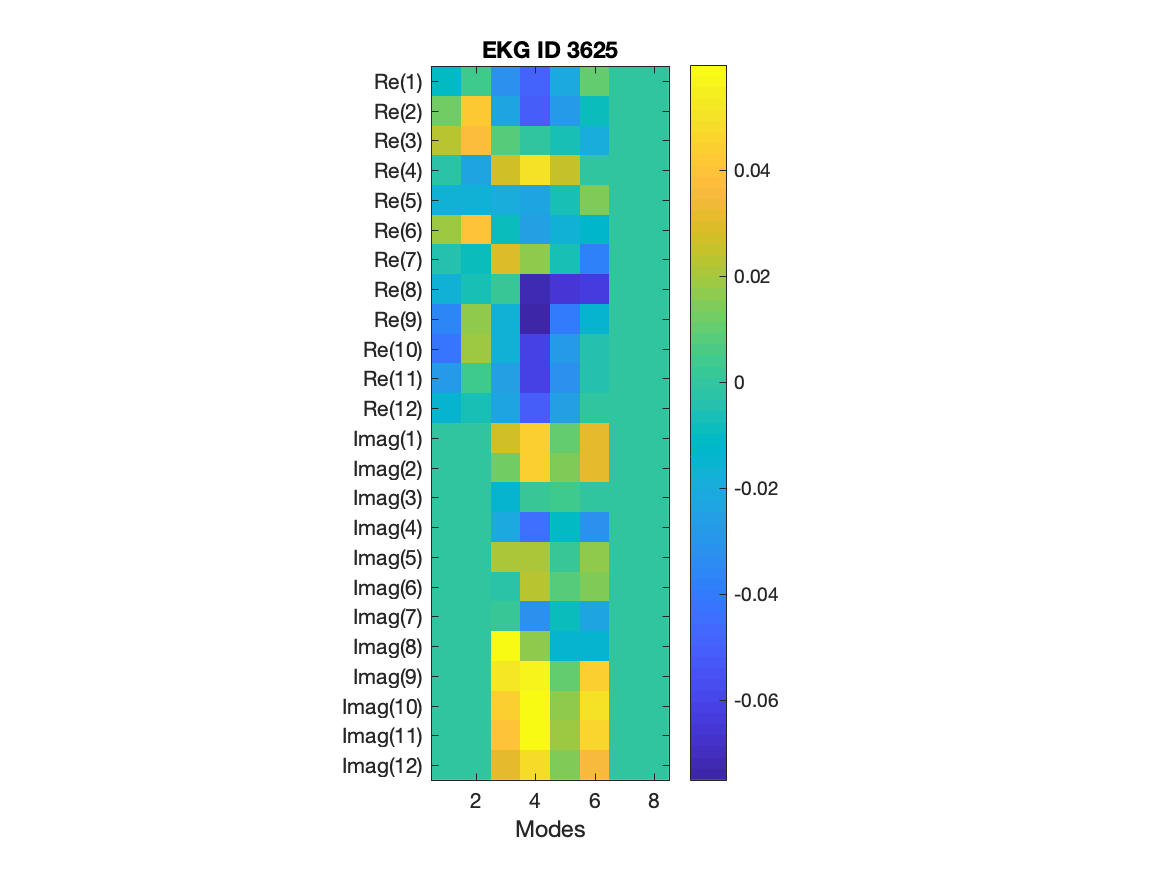 EKG ID 3625
Re(1)
Re(2)
Re(3)
Re(4)
Re(5)
Re(6)
Re(7)
Re(8)
Re(9)
Re(10)
Re(11)
Re(12)
Imag(1)
Imag(2)
Imag(3)
Imag(4)
Imag(5)
Imag(6)
Imag(7)
Imag(8)
Imag(9)
Imag(10)
Imag(11)
Imag(12)
2 4 6 8
Modes
0.04
0.02
0
-0.02
-0.04
-0.06